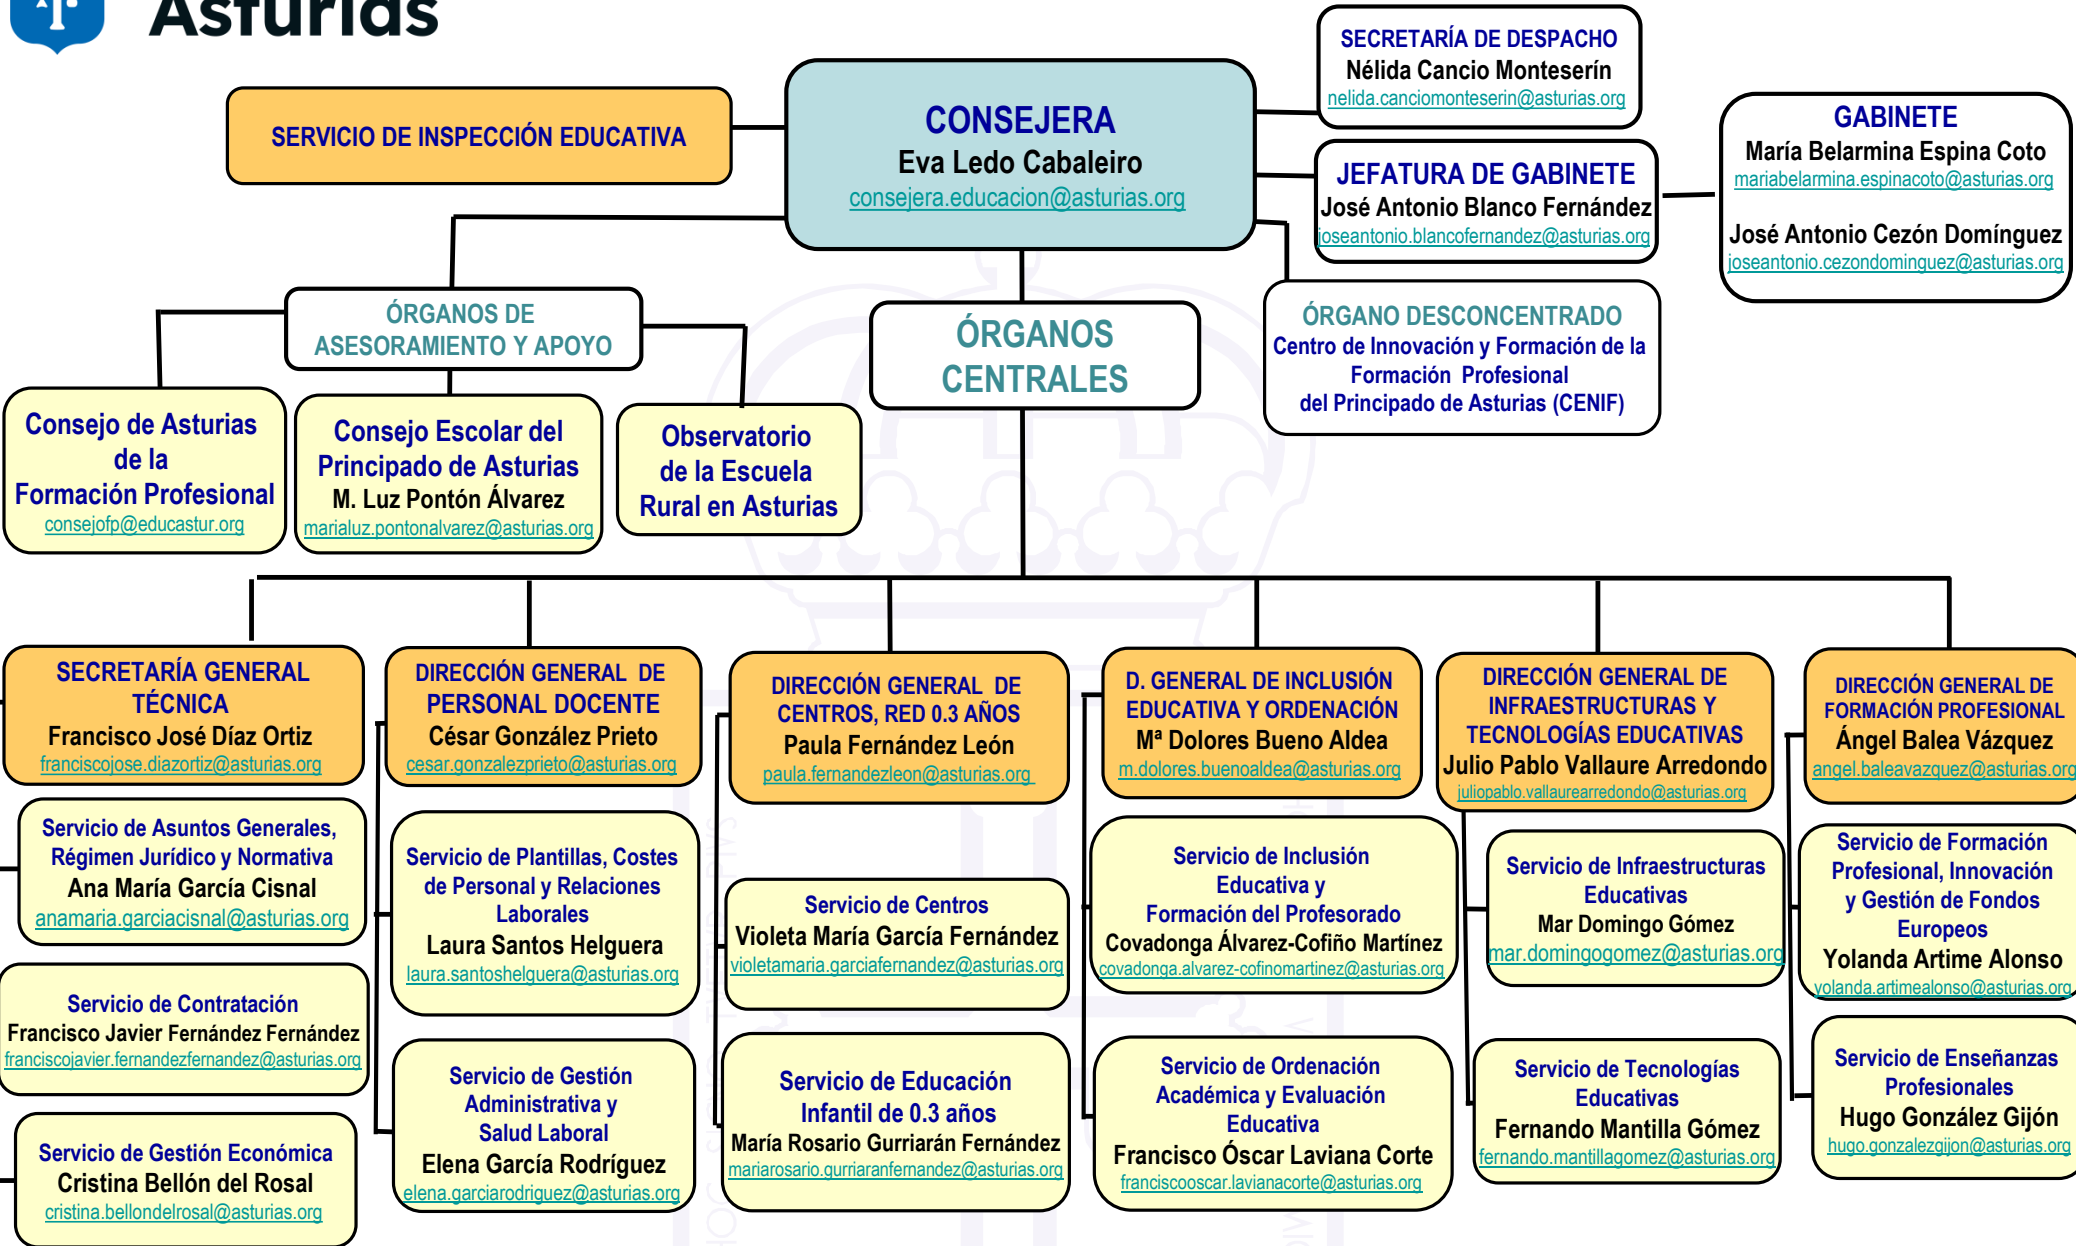 Asturias
SECRETARÍA DE DESPACHO
Nélida Cancio Monteserín
nelida.canciomonteserin@asturias.org
SERVICIO DE INSPECCIÓN EDUCATIVA
CONSEJERA
Eva Ledo Cabaleiro
consejera.educacion@asturias.org
JEFATURA DE GABINETE
José Antonio Blanco Fernández
joseantonio.blancofernandez@asturias.org
GABINETE
María Belarmina Espina Coto
mariabelarmina.espinacoto@asturias.org
José Antonio Cezón Domínguez
joseantonio.cezondominguez@asturias.org
ÓRGANOS DE
ASESORAMIENTO Y APOYO
ÓRGANOS
CENTRALES
ÓRGANO DESCONCENTRADO
Centro de Innovación y Formación de la
Formación Profesional
del Principado de Asturias (CENIF)
Consejo de Asturias
de la
Formación Profesional
consejofp@educastur.org
Consejo Escolar del
Principado de Asturias
M. Luz Pontón Álvarez
marialuz.pontonalvarez@asturias.org
Observatorio
de la Escuela
Rural en Asturias
SECRETARÍA GENERAL
TÉCNICA
Francisco José Díaz Ortiz
franciscojose.diazortiz@asturias.org
Servicio de Asuntos Generales,
Régimen Jurídico y Normativa
Ana María García Cisnal
anamaria.garciacisnal@asturias.org
Servicio de Contratación
Francisco Javier Fernández Fernández
franciscojavier.fernandezfernandez@asturias.org
Servicio de Gestión Económica
Cristina Bellón del Rosal
cristina.bellondelrosal@asturias.org
DIRECCIÓN GENERAL DE
PERSONAL DOCENTE
César González Prieto
cesar.gonzalezprieto@asturias.org
Servicio de Plantillas, Costes
de Personal y Relaciones
Laborales
Laura Santos Helguera
laura.santoshelguera@asturias.org
Servicio de Gestión
Administrativa y
Salud Laboral
Elena García Rodríguez
elena.garciarodriguez@asturias.org
DIRECCIÓN GENERAL DE
CENTROS, RED 0.3 AÑOS
Paula Fernández León
paula.fernandezleon@asturias.org
Servicio de Centros
Violeta María García Fernández
violetamaria.garciafernandez@asturias.org
Servicio de Educación
Infantil de 0.3 años
María Rosario Gurriarán Fernández
mariarosario.gurriaranfernandez@asturias.org
D. GENERAL DE INCLUSIÓN
EDUCATIVA Y ORDENACIÓN
Mª Dolores Bueno Aldea
m.dolores.buenoaldea@asturias.org
Servicio de Inclusión
Educativa y
Formación del Profesorado
Covadonga Álvarez-Cofiño Martínez
covadonga.alvarez-cofinomartinez@asturias.org
Servicio de Ordenación
Académica y Evaluación
Educativa
Francisco Óscar Laviana Corte
franciscooscar.lavianacorte@asturias.org
DIRECCIÓN GENERAL DE
INFRAESTRUCTURAS Y
TECNOLOGÍAS EDUCATIVAS
Julio Pablo Vallaure Arredondo
juliopablo.vallaurearredondo@asturias.org
Servicio de Infraestructuras
Educativas
Mar Domingo Gómez
mar.domingogomez@asturias.org
Servicio de Tecnologías
Educativas
Fernando Mantilla Gómez
fernando.mantillagomez@asturias.org
DIRECCIÓN GENERAL DE
FORMACIÓN PROFESIONAL
Ángel Balea Vázquez
angel.baleavazquez@asturias.org
Servicio de Formación
Profesional, Innovación
y Gestión de Fondos
Europeos
Yolanda Artime Alonso
yolanda.artimealonso@asturias.org
Servicio de Enseñanzas
Profesionales
Hugo González Gijón
hugo.gonzalezgijon@asturias.org